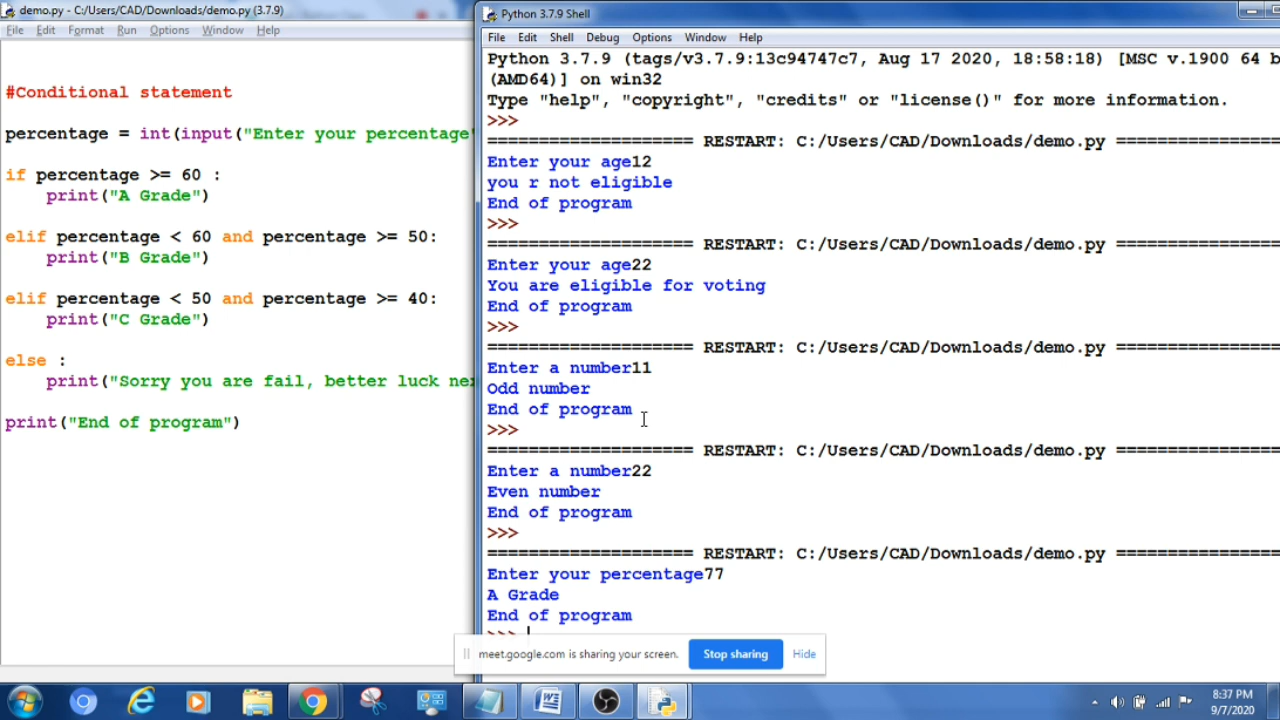 demo.py - C:/Users/CAD/Downloads/demo.py (3.7.9)
File Edit Format Run Options Window Help
#Conditional statement
percentage = int(input("Enter your percentage"
if percentage >= 60 :
print("A Grade")
elif percentage < 60 and percentage >= 50:
print("B Grade")
elif percentage < 50 and percentage >= 40:
print("C Grade")
else :
print("Sorry you are fail, better luck nex
print("End of program")
Python 3.7.9 Shell
File Edit Shell Debug Options Window Help
Python 3.7.9 (tags/v3.7.9:13c94747c7, Aug 17 2020, 18:58:18) [MSC v.1900 64 b
(AMD64)] on win32
Type "help", "copyright", "credits" or "license()" for more information.
>>>
==================== RESTART: C:/Users/CAD/Downloads/demo.py ================
Enter your age12
you r not eligible
End of program
>>>
==================== RESTART: C:/Users/CAD/Downloads/demo.py ================
Enter your age22
You are eligible for voting
End of program
>>>
==================== RESTART: C:/Users/CAD/Downloads/demo.py ================
Enter a number11
Odd number
End of program
>>>
==================== RESTART: C:/Users/CAD/Downloads/demo.py ================
Enter a number22
Even number
End of program
>>>
==================== RESTART: C:/Users/CAD/Downloads/demo.py ================
Enter your percentage77
A Grade
End of program
>>>
meet.google.com is sharing your screen. Stop sharing Hide
8:37 PM
9/7/2020